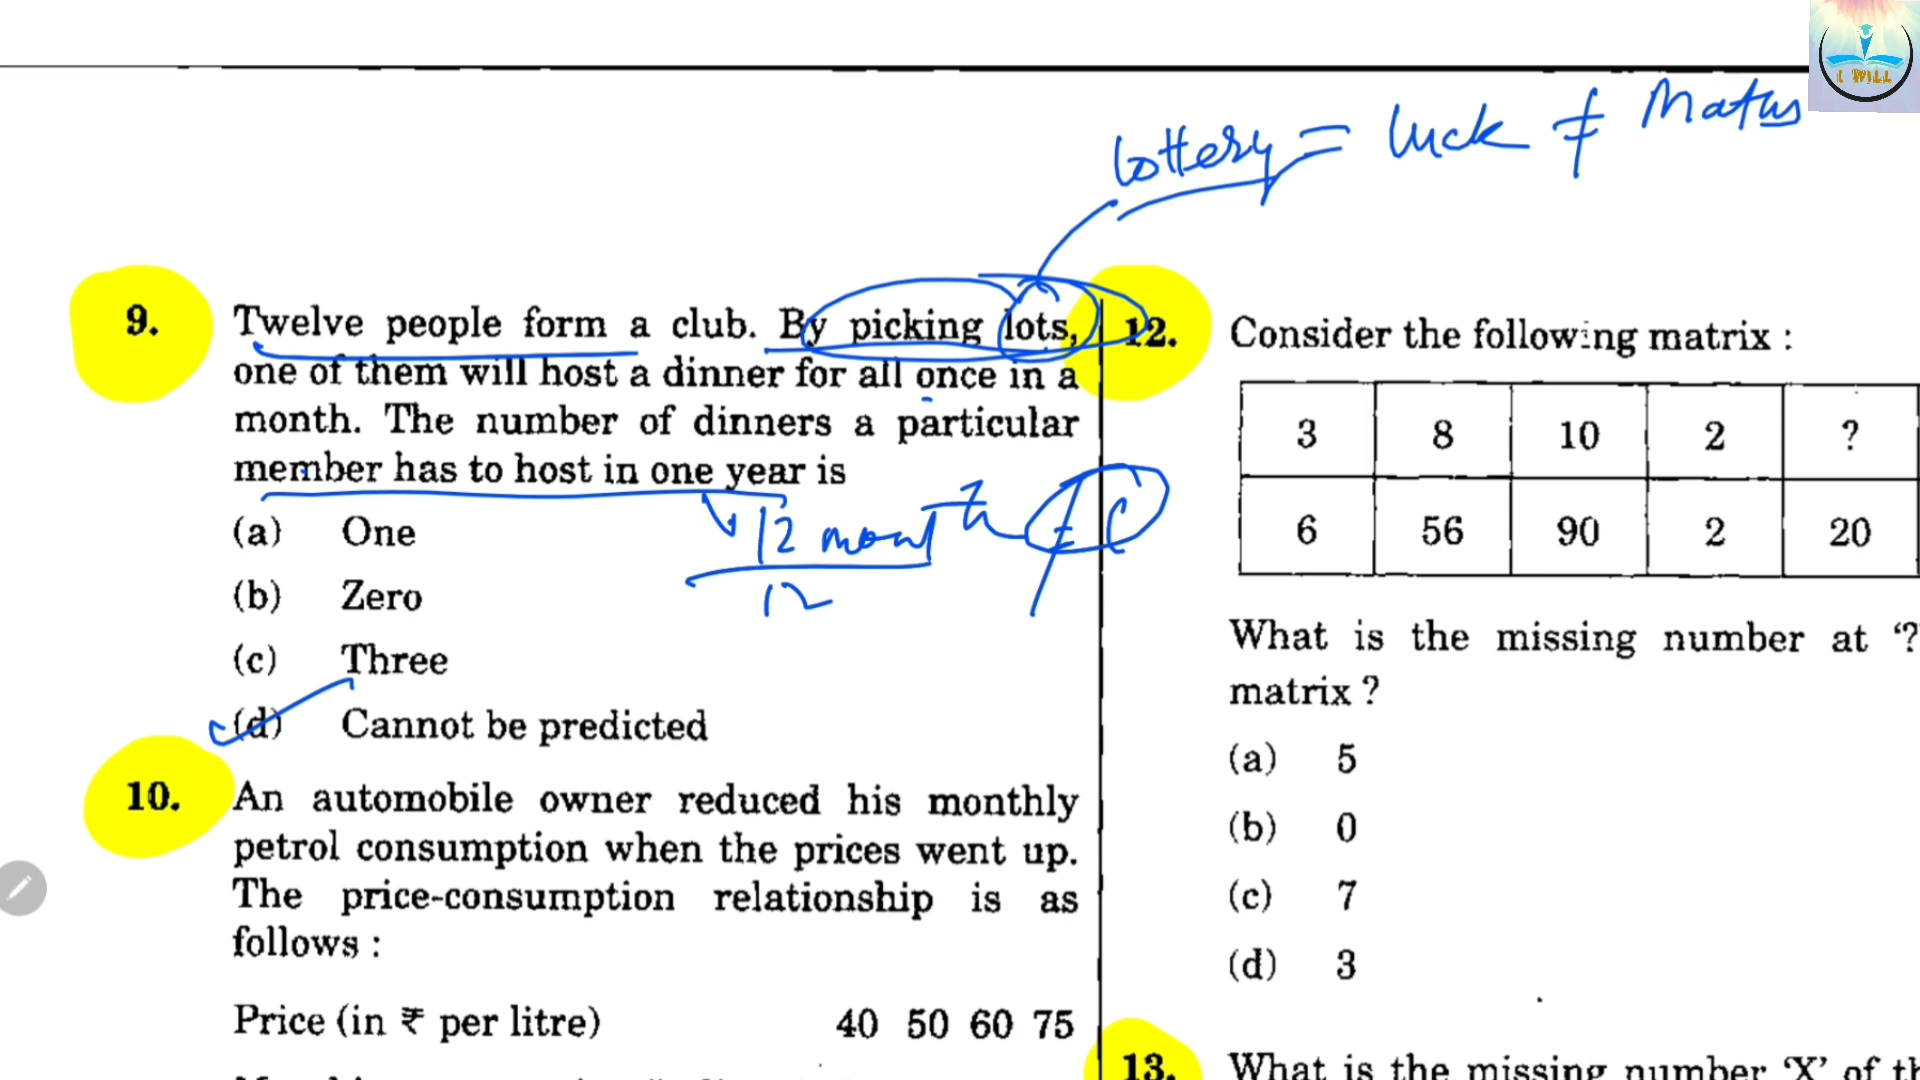 I WILL
lottery = luck ≠ Maths
9. Twelve people form a club. By picking lots,
one of them will host a dinner for all once in a
month. The number of dinners a particular
member has to host in one year is
12 month
12
(a) One
(b) Zero
(c) Three
(d) Cannot be predicted
10. An automobile owner reduced his monthly
petrol consumption when the prices went up.
The price-consumption relationship is as
follows :
Price (in ₹ per litre) 40 50 60 75
12. Consider the following matrix :
3 8 10 2 ?
6 56 90 2 20
What is the missing number at ‘?
matrix ?
(a) 5
(b) 0
(c) 7
(d) 3
13. What is the missing number ‘X’ of